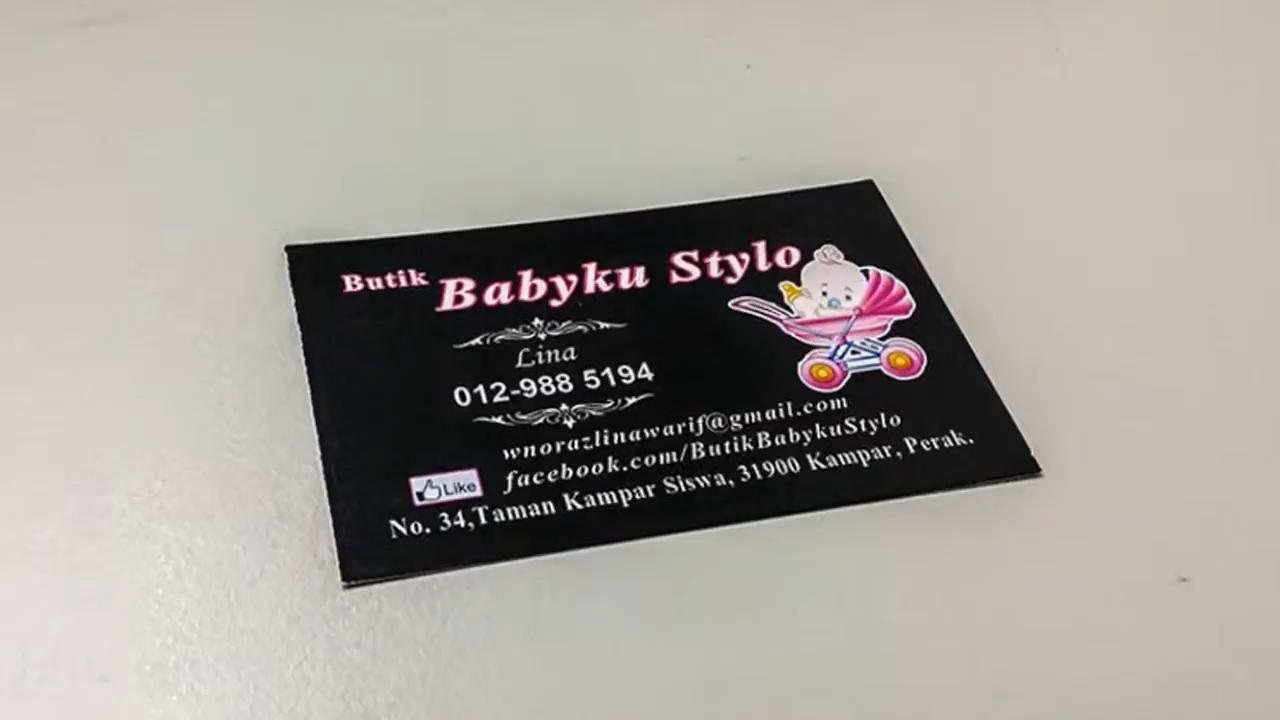 Butik Babyku Stylo
Lina
012-988 5194
wnorazlinawarif@gmail.com
facebook.com/ButikBabykuStylo
Like
No. 34,Taman Kampar Siswa, 31900 Kampar, Perak.